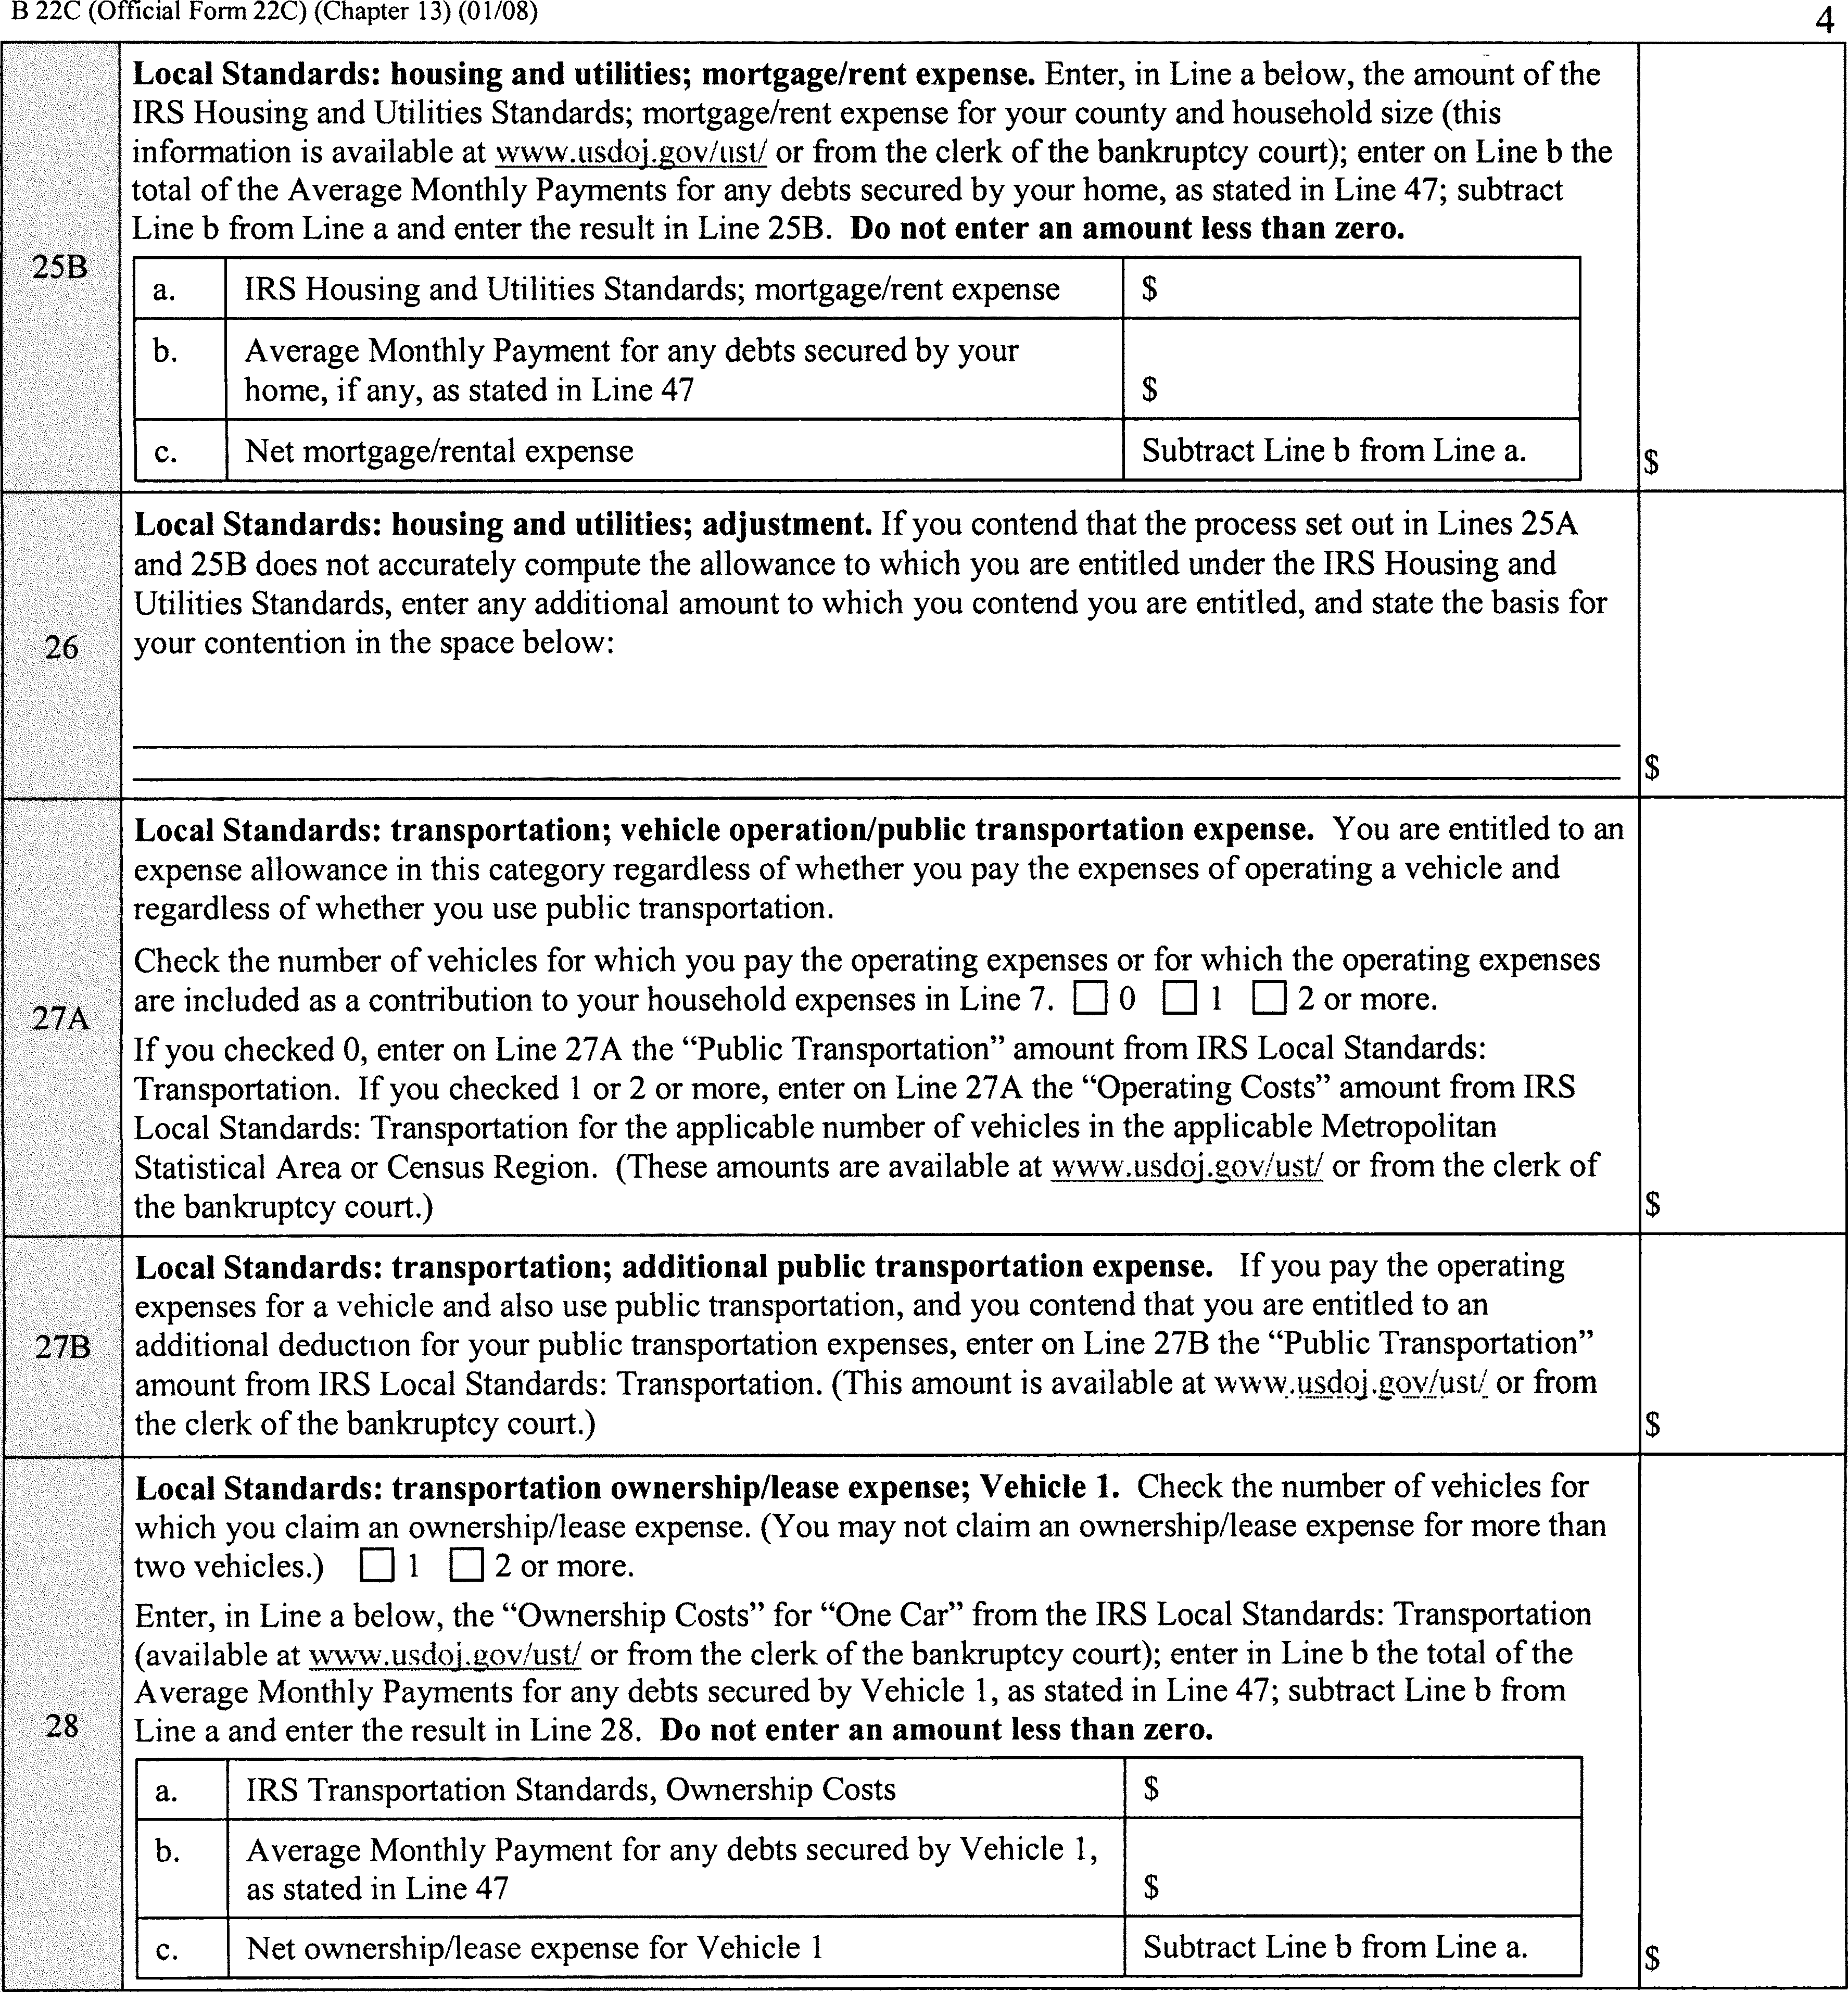 B 22C (Official Form 22C) (Chapter 13) (01/08)
4
25B
Local Standards: housing and utilities; mortgage/rent expense. Enter, in Line a below, the amount of the
IRS Housing and Utilities Standards; mortgage/rent expense for your county and household size (this
information is available at www.usdoj.gov/ust/ or from the clerk of the bankruptcy court); enter on Line b the
total of the Average Monthly Payments for any debts secured by your home, as stated in Line 47; subtract
Line b from Line a and enter the result in Line 25B. Do not enter an amount less than zero.
a. IRS Housing and Utilities Standards; mortgage/rent expense $
b. Average Monthly Payment for any debts secured by your
home, if any, as stated in Line 47 $
c. Net mortgage/rental expense Subtract Line b from Line a. $
26
Local Standards: housing and utilities; adjustment. If you contend that the process set out in Lines 25A
and 25B does not accurately compute the allowance to which you are entitled under the IRS Housing and
Utilities Standards, enter any additional amount to which you contend you are entitled, and state the basis for
your contention in the space below:
$
27A
Local Standards: transportation; vehicle operation/public transportation expense. You are entitled to an
expense allowance in this category regardless of whether you pay the expenses of operating a vehicle and
regardless of whether you use public transportation.
Check the number of vehicles for which you pay the operating expenses or for which the operating expenses
are included as a contribution to your household expenses in Line 7. ☐ 0 ☐ 1 ☐ 2 or more.
If you checked 0, enter on Line 27A the “Public Transportation” amount from IRS Local Standards:
Transportation. If you checked 1 or 2 or more, enter on Line 27A the “Operating Costs” amount from IRS
Local Standards: Transportation for the applicable number of vehicles in the applicable Metropolitan
Statistical Area or Census Region. (These amounts are available at www.usdoj.gov/ust/ or from the clerk of
the bankruptcy court.) $
27B
Local Standards: transportation; additional public transportation expense. If you pay the operating
expenses for a vehicle and also use public transportation, and you contend that you are entitled to an
additional deduction for your public transportation expenses, enter on Line 27B the “Public Transportation”
amount from IRS Local Standards: Transportation. (This amount is available at www.usdoj.gov/ust/ or from
the clerk of the bankruptcy court.) $
28
Local Standards: transportation ownership/lease expense; Vehicle 1. Check the number of vehicles for
which you claim an ownership/lease expense. (You may not claim an ownership/lease expense for more than
two vehicles.) ☐ 1 ☐ 2 or more.
Enter, in Line a below, the “Ownership Costs” for “One Car” from the IRS Local Standards: Transportation
(available at www.usdoj.gov/ust/ or from the clerk of the bankruptcy court); enter in Line b the total of the
Average Monthly Payments for any debts secured by Vehicle 1, as stated in Line 47; subtract Line b from
Line a and enter the result in Line 28. Do not enter an amount less than zero.
a. IRS Transportation Standards, Ownership Costs $
b. Average Monthly Payment for any debts secured by Vehicle 1,
as stated in Line 47 $
c. Net ownership/lease expense for Vehicle 1 Subtract Line b from Line a. $